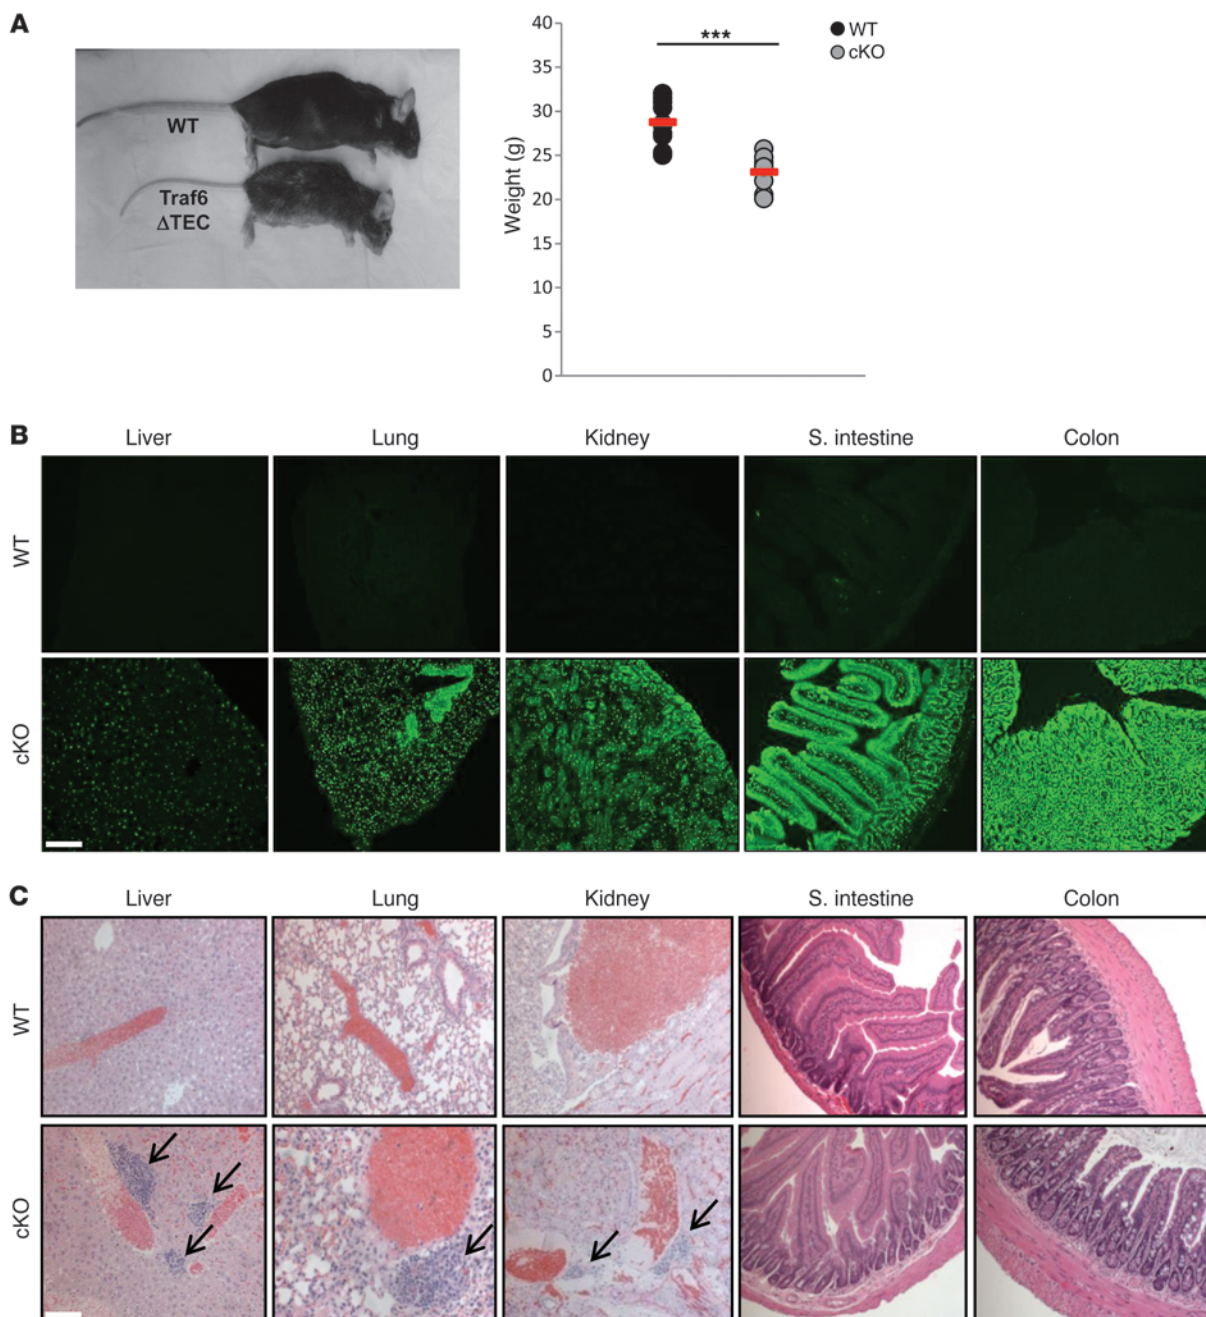 A
WT
Traf6
ΔTEC
40
35
30
25
20
15
10
5
0
Weight (g)
***
WT
cKO
B
Liver
Lung
Kidney
S. intestine
Colon
WT
cKO
C
Liver
Lung
Kidney
S. intestine
Colon
WT
cKO